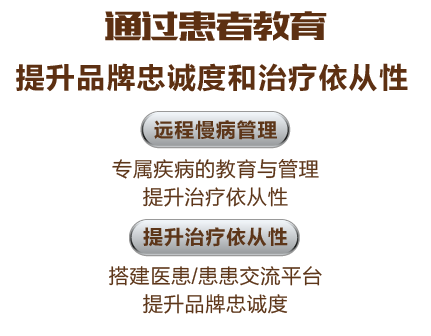 通过患者教育
提升品牌忠诚度和治疗依从性
远程慢病管理
专属疾病的教育与管理
提升治疗依从性
提升治疗依从性
搭建医患/患患交流平台
提升品牌忠诚度